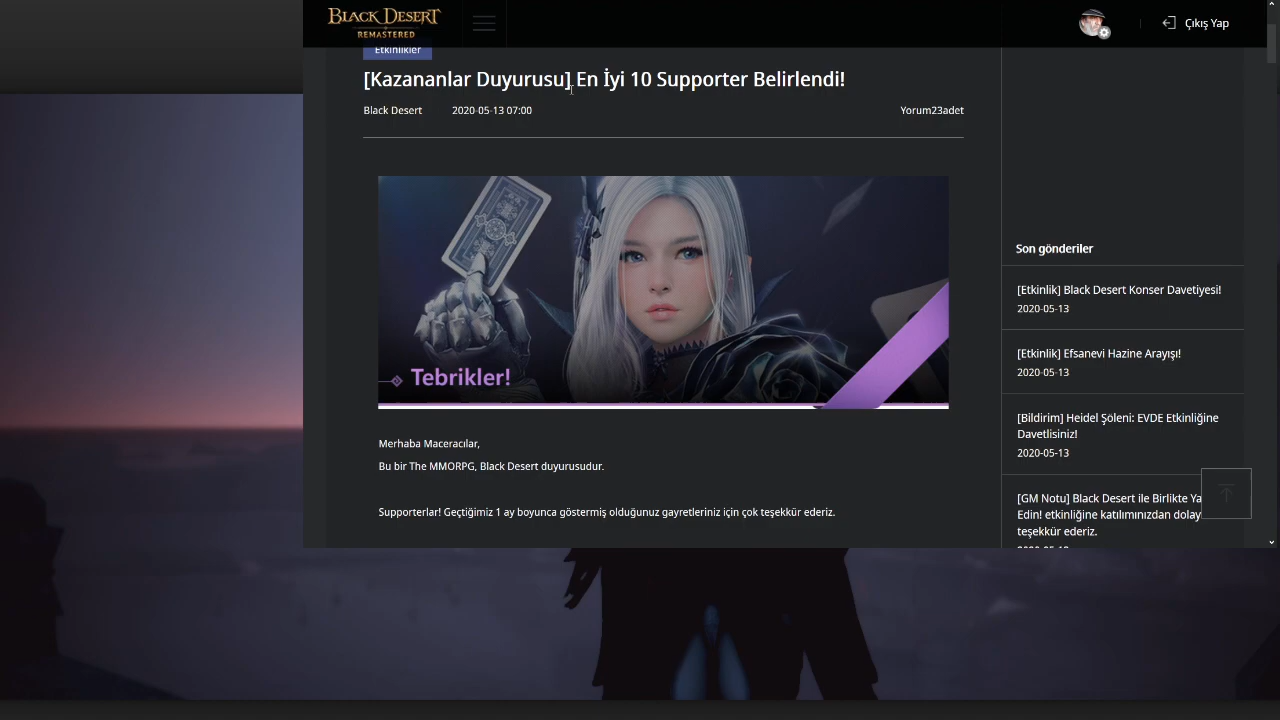 BLACK DESERT
REMASTERED
Çıkış Yap
Etkinlikler
[Kazananlar Duyurusu] En İyi 10 Supporter Belirlendi!
Black Desert 2020-05-13 07:00 Yorum23adet
Tebrikler!
Merhaba Maceracılar,
Bu bir The MMORPG, Black Desert duyurusudur.
Supporterlar! Geçtiğimiz 1 ay boyunca göstermiş olduğunuz gayretleriniz için çok teşekkür ederiz.
Son gönderiler
[Etkinlik] Black Desert Konser Davetiyesi!
2020-05-13
[Etkinlik] Efsanevi Hazine Arayışı!
2020-05-13
[Bildirim] Heidel Şöleni: EVDE Etkinliğine
Davetlisiniz!
2020-05-13
[GM Notu] Black Desert ile Birlikte Ya
Edin! etkinliğine katılımınızdan dolay
teşekkür ederiz.